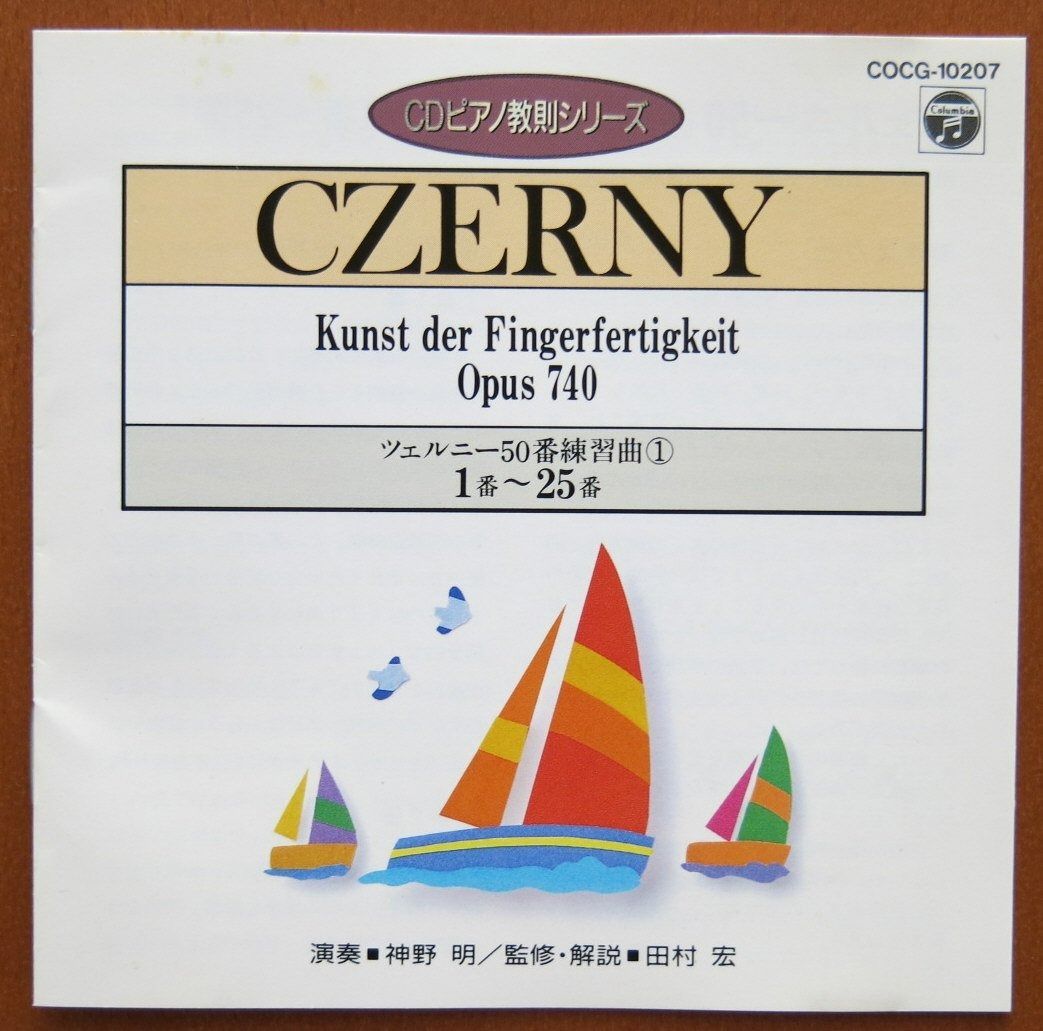 COCG-10207
Columbia
CDピアノ教則シリーズ
CZERNY
Kunst der Fingerfertigkeit
Opus 740
ツェルニー50番練習曲①
1番〜25番
演奏■神野 明／監修・解説■田村 宏